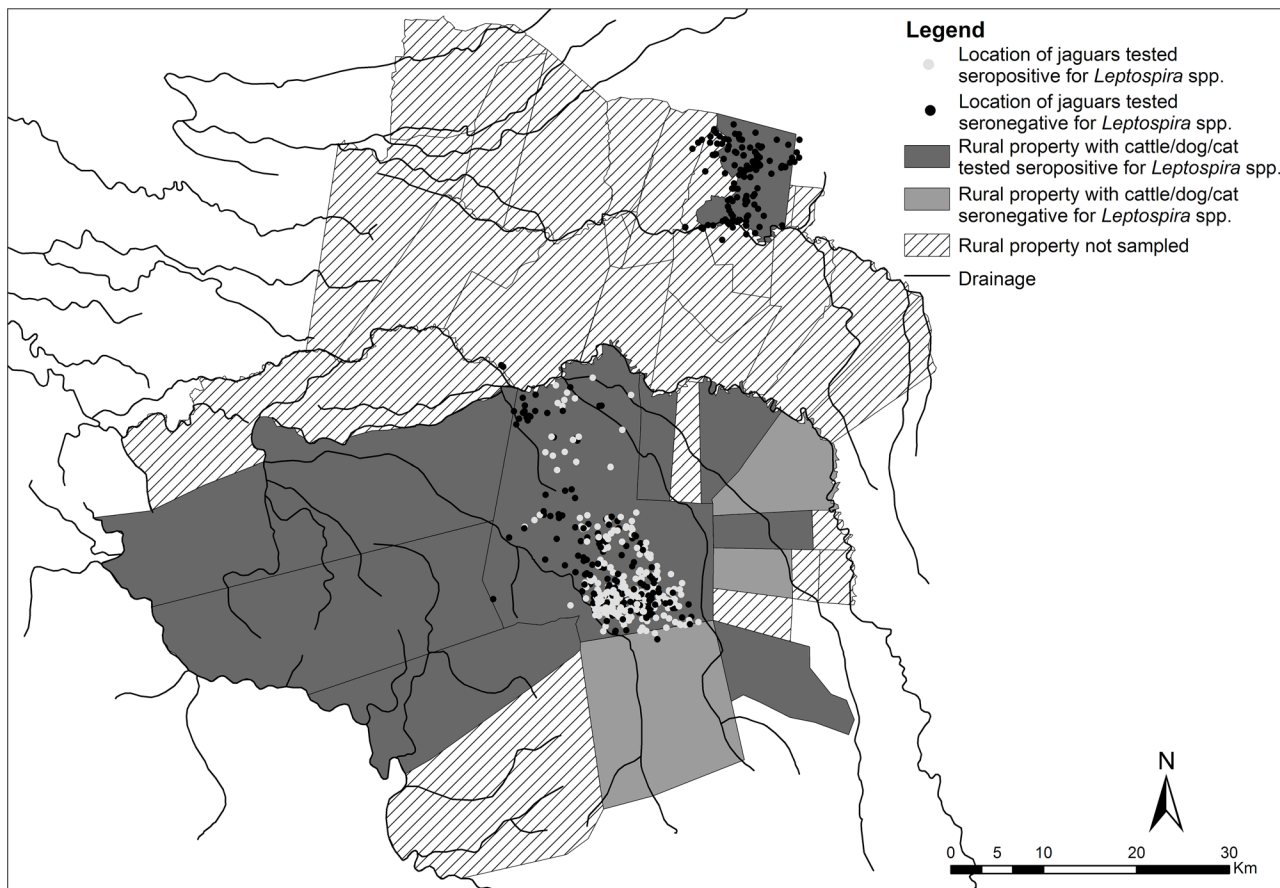 Legend
Location of jaguars tested
seropositive for Leptospira spp.
Location of jaguars tested
seronegative for Leptospira spp.
Rural property with cattle/dog/cat
tested seropositive for Leptospira spp.
Rural property with cattle/dog/cat
seronegative for Leptospira spp.
Rural property not sampled
Drainage
N
0 5 10 20 30
Km